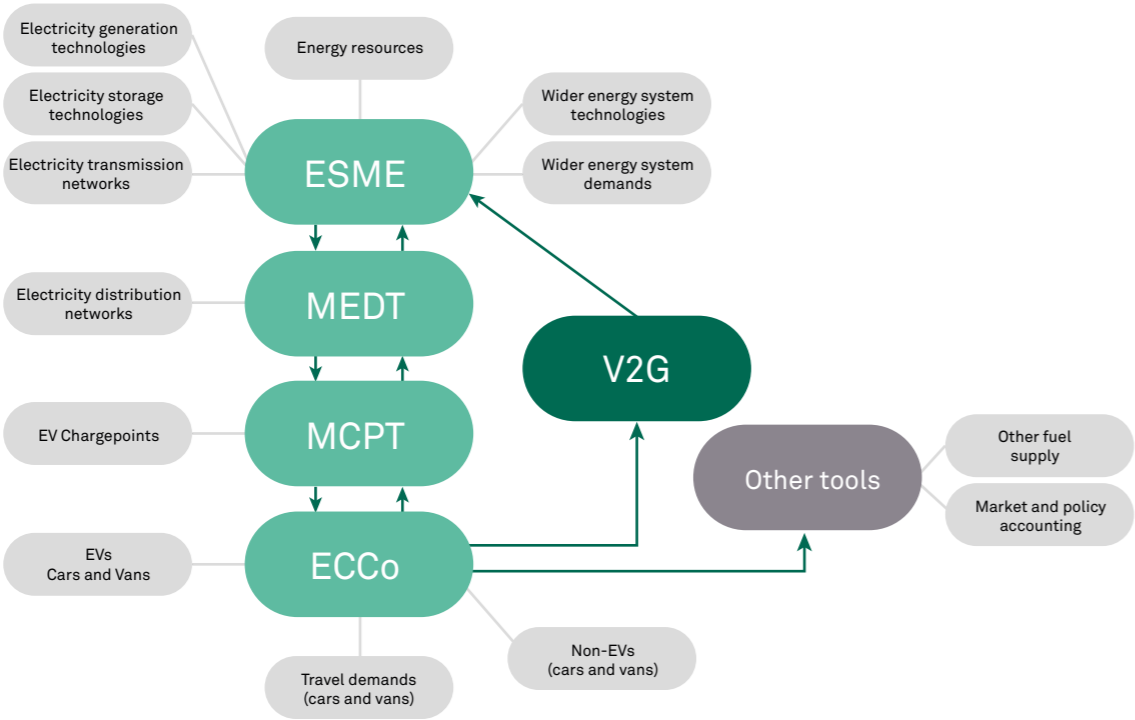 Electricity generation
technologies
Energy resources
Electricity storage
technologies
Wider energy system
technologies
Electricity transmission
networks
ESME
Wider energy system
demands
Electricity distribution
networks
MEDT
V2G
EV Chargepoints
MCPT
Other tools
Other fuel
supply
Market and policy
accounting
EVs
Cars and Vans
ECCo
Non-EVs
(cars and vans)
Travel demands
(cars and vans)